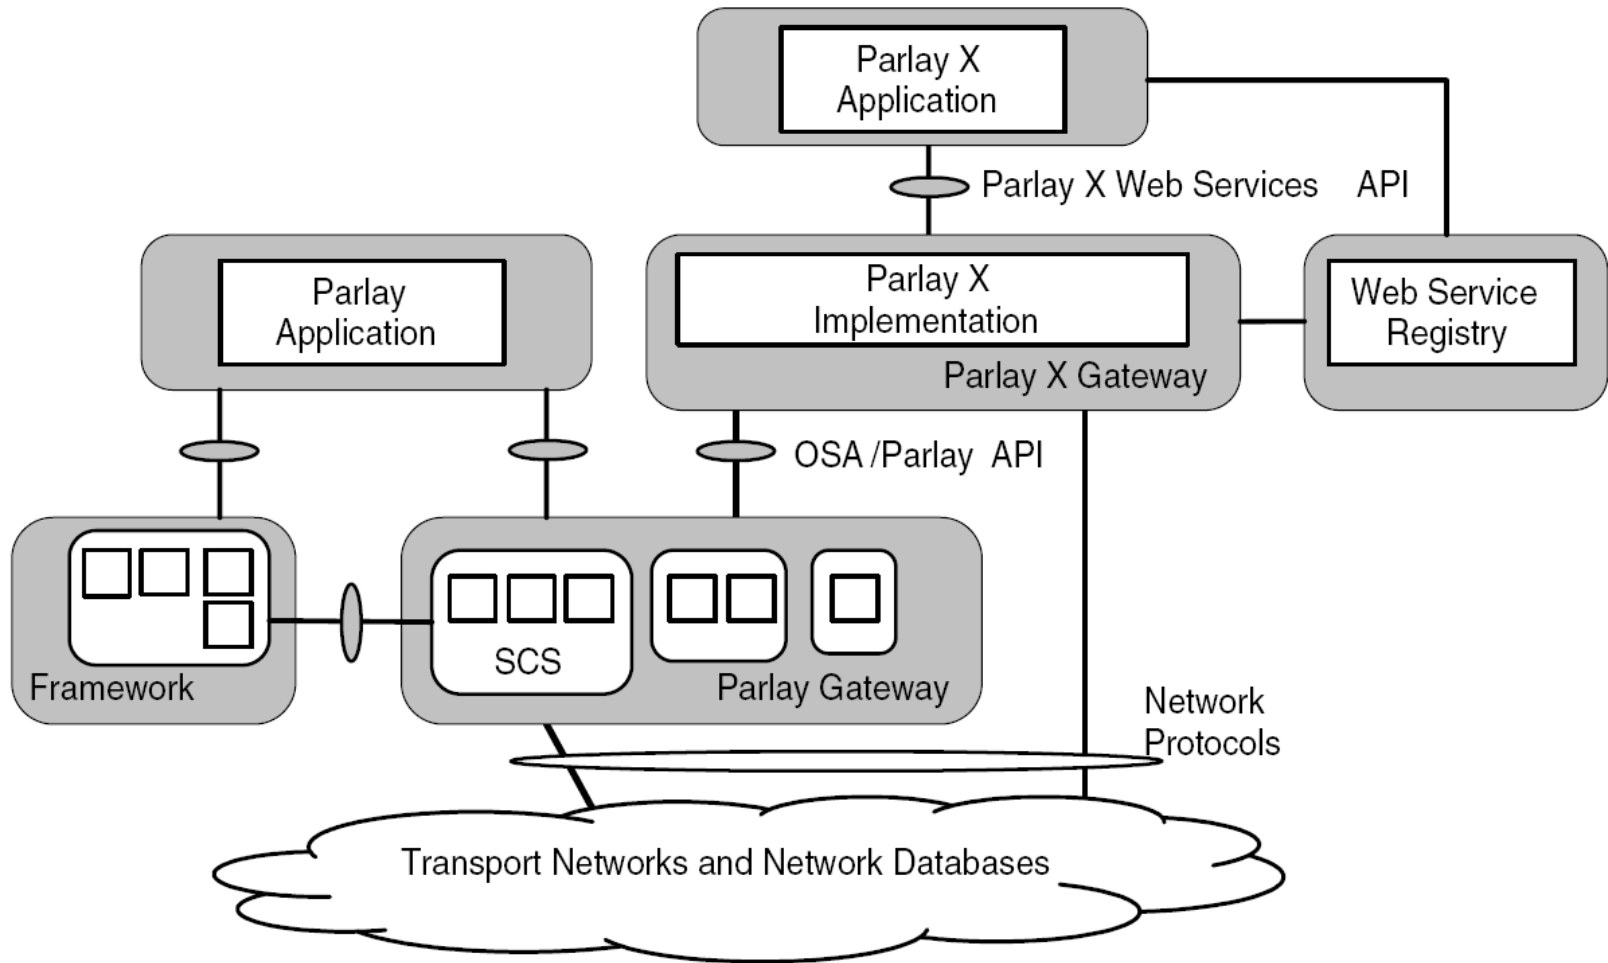 Parlay X
Application
Parlay X Web Services API
Parlay
Application
Parlay X
Implementation
Parlay X Gateway
Web Service
Registry
OSA /Parlay API
Framework
SCS
Parlay Gateway
Network
Protocols
Transport Networks and Network Databases